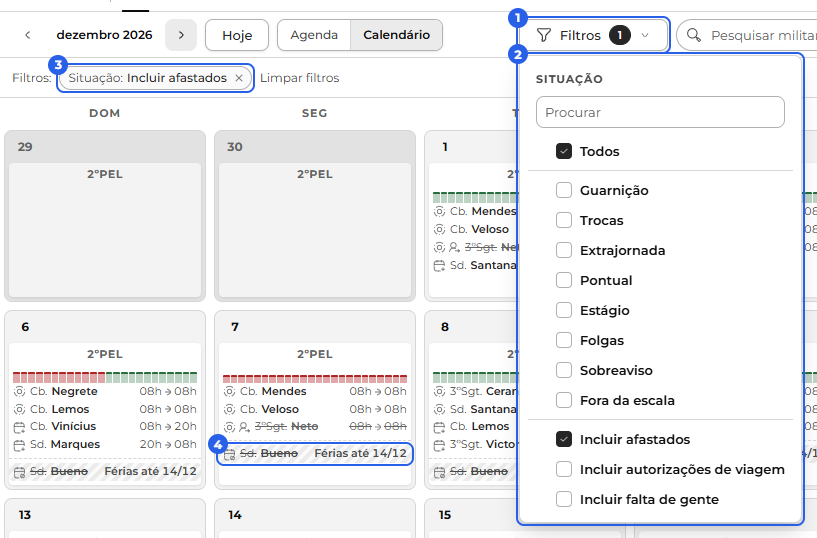 dezembro 2026
Hoje
Agenda
Calendário
1
Filtros 1
Pesquisar militar
2
3
Filtros:
Situação: Incluir afastados ×
Limpar filtros
DOM
SEG
SITUAÇÃO
Procurar
Todos
Guarnição
Trocas
Extrajornada
Pontual
Estágio
Folgas
Sobreaviso
Fora da escala
Incluir afastados
Incluir autorizações de viagem
Incluir falta de gente
29
2ºPEL
30
2ºPEL
1
Cb. Mendes
Cb. Veloso
3ºSgt.
Sd. Santana
6
2ºPEL
Cb. Negrete 08h → 08h
Cb. Lemos 08h → 08h
Cb. Vinícius 08h → 20h
Sd. Marques 20h → 08h
Sd. Bueno Férias até 14/12
7
2ºPEL
Cb. Mendes 08h → 08h
Cb. Veloso 08h → 08h
3ºSgt. Neto 08h → 08h
4
Sd. Bueno Férias até 14/12
8
3ºSgt.
Sd. Santana
Cb. Lemos
3ºSgt.
Sd. Bueno
13
14
15